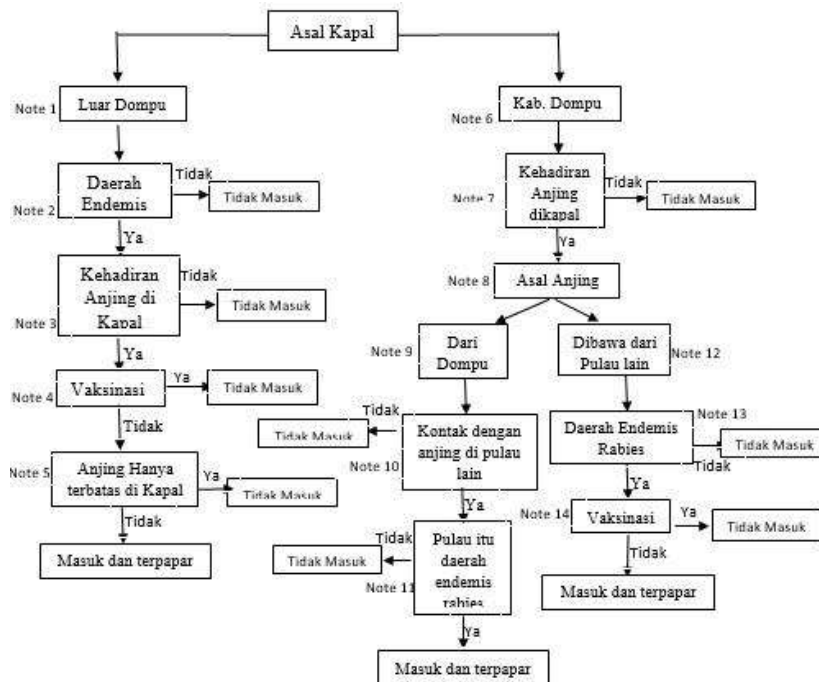 Asal Kapal
Note 1
Luar Dompu
Note 2
Daerah
Endemis
Tidak
Tidak Masuk
Ya
Note 3
Kehadiran
Anjing di
Kapal
Tidak
Tidak Masuk
Ya
Note 4
Vaksinasi
Ya
Tidak Masuk
Tidak
Note 5
Anjing Hanya
terbatas di Kapal
Ya
Tidak Masuk
Tidak
Masuk dan terpapar
Note 6
Kab. Dompu
Note 7
Kehadiran
Anjing
dikapal
Tidak
Tidak Masuk
Ya
Note 8
Asal Anjing
Note 9
Dari
Dompu
Tidak
Tidak Masuk
Note 10
Kontak dengan
anjing di pulau
lain
Ya
Tidak
Tidak Masuk
Note 11
Pulau itu
daerah
endemis
rabies
Ya
Masuk dan terpapar
Dibawa dari
Pulau lain
Note 12
Note 13
Daerah Endemis
Rabies
Tidak Masuk
Tidak
Ya
Note 14
Vaksinasi
Ya
Tidak Masuk
Tidak
Masuk dan terpapar